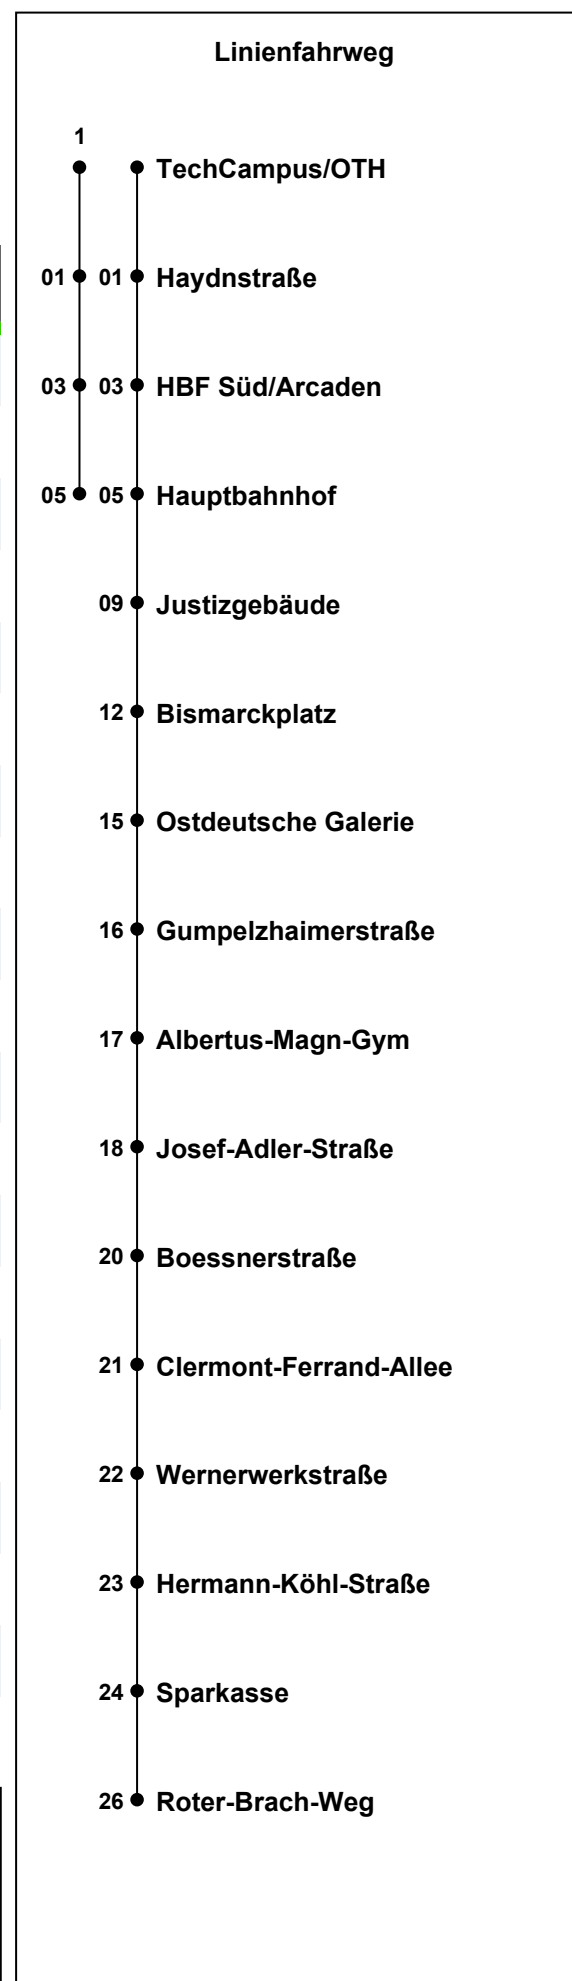 Linienfahrweg
1
TechCampus/OTH
01 01 Haydnstraße
03 03 HBF Süd/Arcaden
05 05 Hauptbahnhof
09 Justizgebäude
12 Bismarckplatz
15 Ostdeutsche Galerie
16 Gumpelzhaimerstraße
17 Albertus-Magn-Gym
18 Josef-Adler-Straße
20 Boessnerstraße
21 Clermont-Ferrand-Allee
22 Wernerwerkstraße
23 Hermann-Köhl-Straße
24 Sparkasse
26 Roter-Brach-Weg